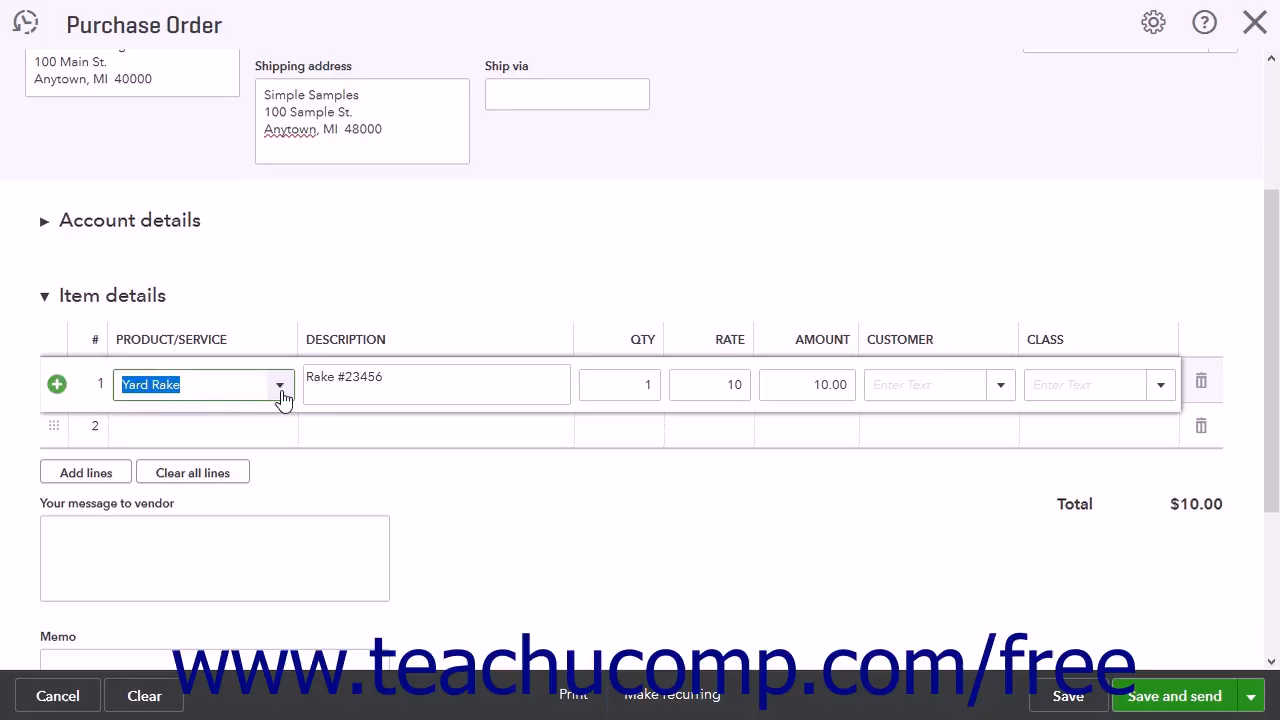 Purchase Order
100 Main St.
Anytown, MI 40000
Shipping address
Ship via
Simple Samples
100 Sample St.
Anytown, MI 48000
Account details
Item details
# PRODUCT/SERVICE DESCRIPTION QTY RATE AMOUNT CUSTOMER CLASS
1 Yard Rake Rake #23456 1 10 10.00 Enter Text Enter Text
2
Add lines Clear all lines
Your message to vendor
Total $10.00
Memo
www.teachucomp.com/free
Cancel Clear Print Make recurring Save Save and send